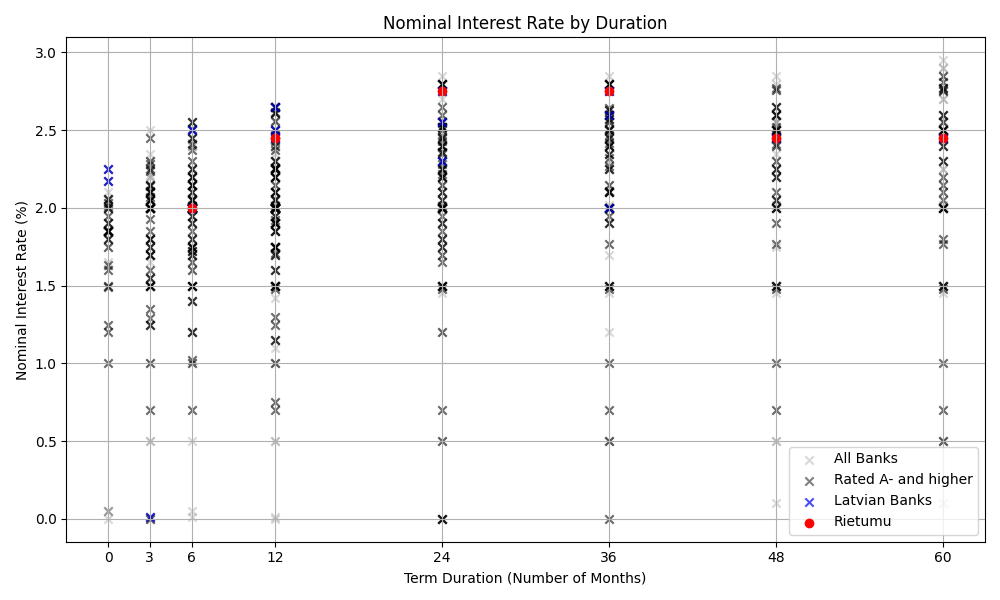 Nominal Interest Rate by Duration
Nominal Interest Rate (%)
3.0
2.5
2.0
1.5
1.0
0.5
0.0
All Banks
Rated A- and higher
Latvian Banks
Rietumu
0 3 6 12 24 36 48 60
Term Duration (Number of Months)